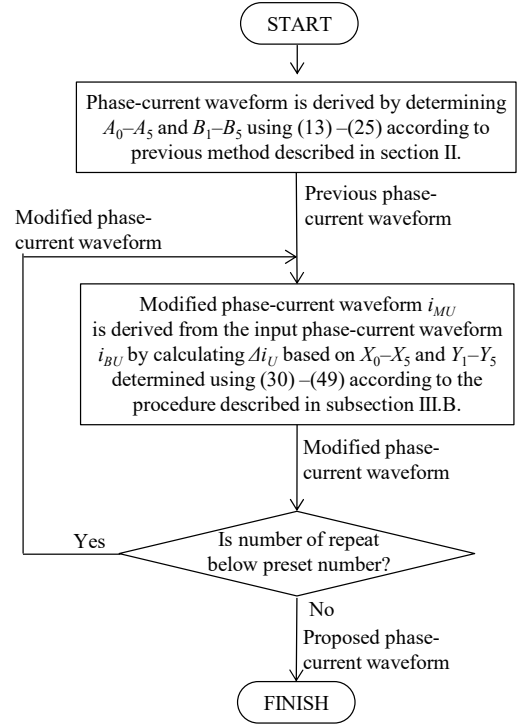 START
Phase-current waveform is derived by determining
A₀–A₅ and B₁–B₅ using (13) –(25) according to
previous method described in section II.
Previous phase-
current waveform
Modified phase-
current waveform
Modified phase-current waveform i_MU
is derived from the input phase-current waveform
i_BU by calculating Δi_U based on X₀–X₅ and Y₁–Y₅
determined using (30) –(49) according to the
procedure described in subsection III.B.
Modified phase-
current waveform
Is number of repeat
below preset number?
Yes
No
Proposed phase-
current waveform
FINISH